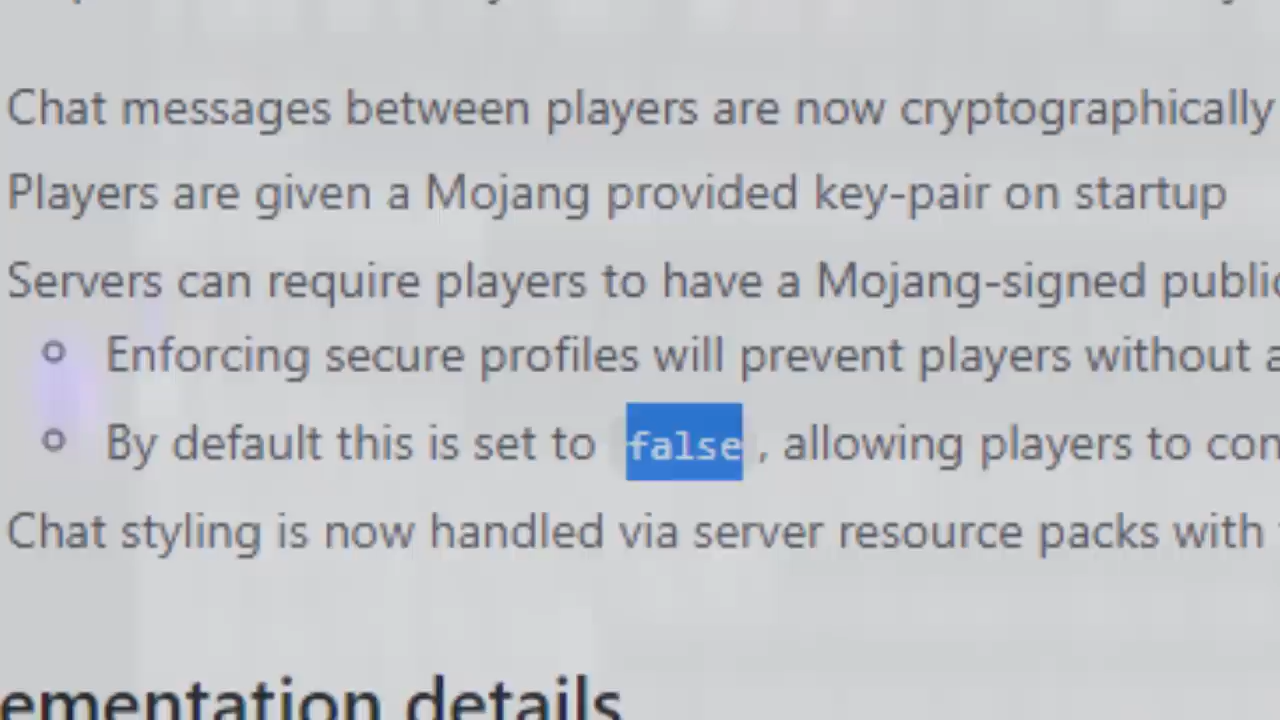 Chat messages between players are now cryptographically
Players are given a Mojang provided key-pair on startup
Servers can require players to have a Mojang-signed public
Enforcing secure profiles will prevent players without a
By default this is set to false, allowing players to con
Chat styling is now handled via server resource packs with
ementation details